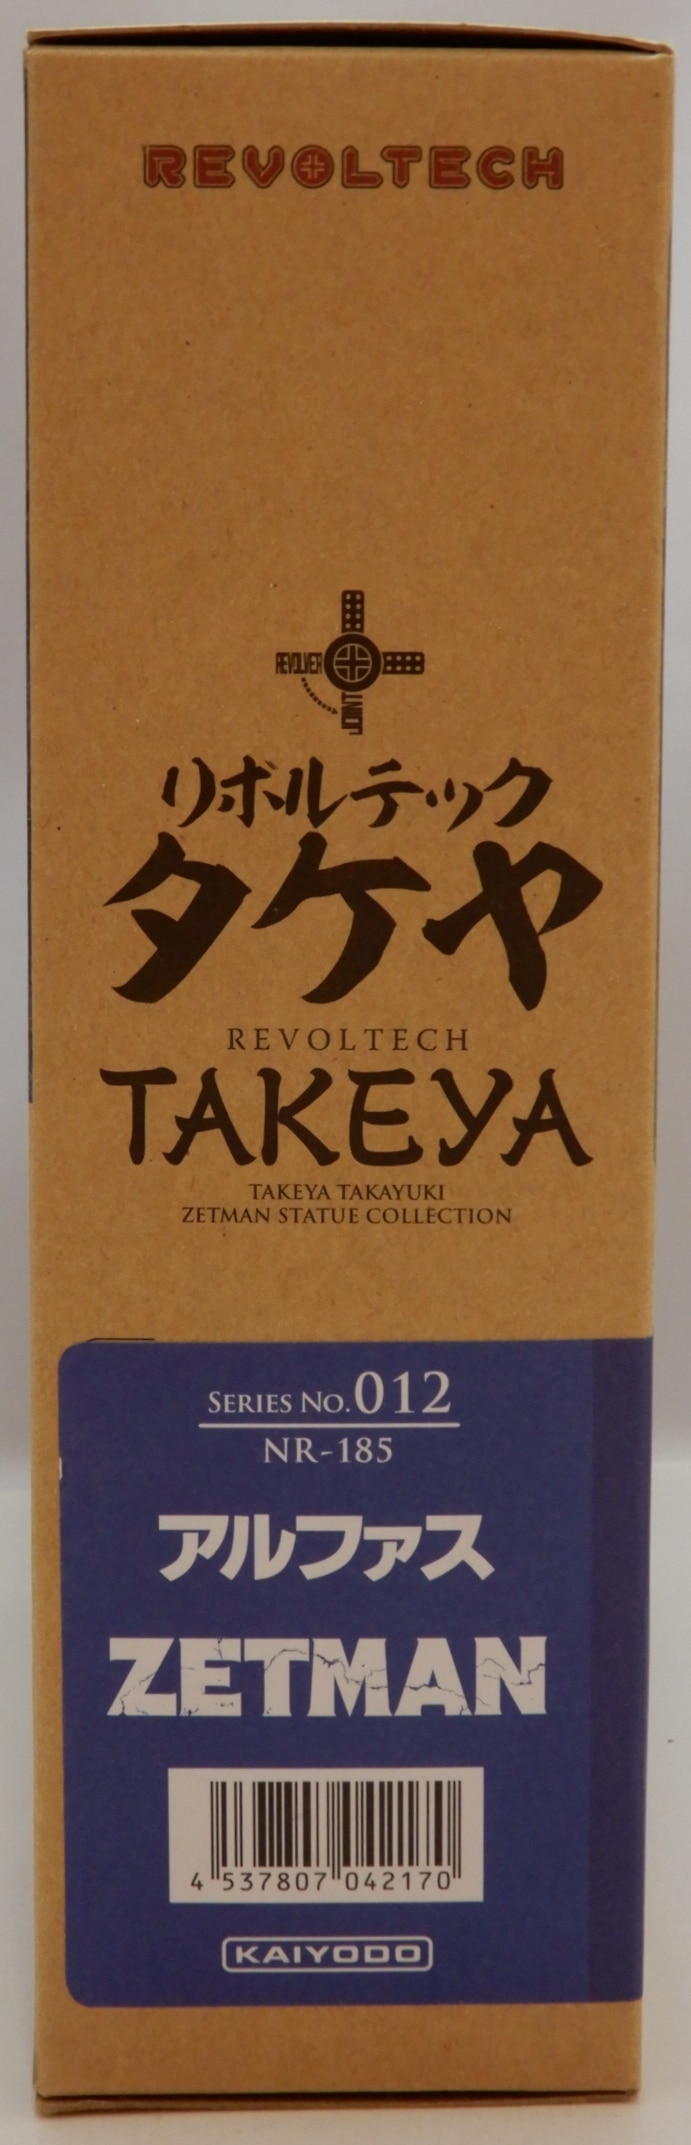 REVOLTECH
REVOLVER
JOINT
リボルテック
タケヤ
REVOLTECH
TAKEYA
TAKEYA TAKAYUKI
ZETMAN STATUE COLLECTION
SERIES NO.012
NR-185
アルファス
ZETMAN
4 537807 042170
KAIYODO